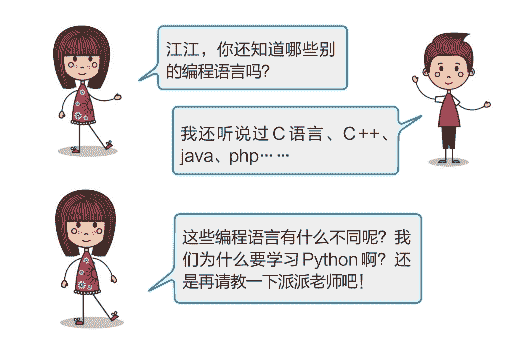 江江，你还知道哪些别
的编程语言吗？
我还听说过 C 语言、C++、
java、php……
这些编程语言有什么不同呢？我
们为什么要学习 Python 啊？还
是再请教一下派派老师吧！